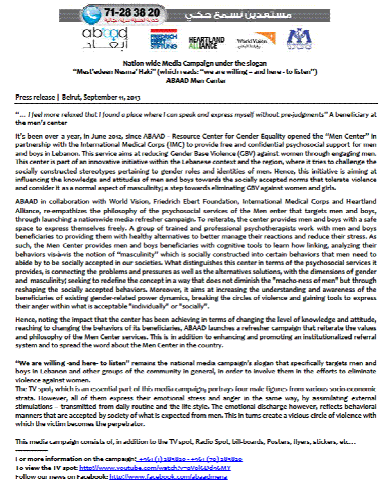 71-28 38 20 مستعدين نسمع حكي
abaad
أبعاد
FRIEDRICH
EBERT
STIFTUNG
HEARTLAND
ALLIANCE
World Vision
Nation wide Media Campaign under the slogan
"Mest'edeen Nesma' Haki" (which reads: "we are willing – and here - to listen")
ABAAD Men Center
Press release | Beirut, September 11, 2013
"… I feel more relaxed that I found a place where I can speak and express myself without pre-judgments" A beneficiary at
the men's center
It's been over a year, in June 2012, since ABAAD - Resource Center for Gender Equality opened the "Men Center" in
partnership with the International Medical Corps (IMC) to provide free and confidential psychosocial support for men
and boys in Lebanon. This service aims at reducing Gender Base Violence (GBV) against women through engaging men.
This center is part of an innovative initiative within the Lebanese context and the region, where it tries to challenge the
socially constructed stereotypes pertaining to gender roles and identities of men. Hence, this initiative is aiming at
influencing the knowledge and attitudes of men and boys towards the socially accepted norms that tolerate violence
and consider it as a normal aspect of masculinity; a step towards eliminating GBV against women and girls.
ABAAD in collaboration with World Vision, Friedrich Ebert Foundation, International Medical Corps and Heartland
Alliance, re-empathizes the philosophy of the psychosocial services of the Men enter that targets men and boys,
through launching a nationwide media refresher campaign. To reiterate, the center provides men and boys with a safe
space to express themselves freely. A group of trained and professional psychotherapists work with men and boys
beneficiaries to providing them with healthy alternatives to better manage their reactions and reduce their stress. As
such, the Men Center provides men and boys beneficiaries with cognitive tools to learn how linking, analyzing their
behaviors vis-à-vis the notion of "masculinity" which is socially constructed into certain behaviors that men need to
abide by to be socially accepted in our societies. What distinguishes this center in terms of the psychosocial services it
provides, is connecting the problems and pressures as well as the alternatives solutions, with the dimensions of gender
and masculinity; seeking to redefine the concept in a way that does not diminish the "macho-ness of men" but through
reshaping the socially accepted behaviors. Moreover, it aims at increasing the understanding and awareness of the
beneficiaries of existing gender-related power dynamics, breaking the circles of violence and gaining tools to express
their anger within what is acceptable "individually" or "socially".
Hence, noting the impact that the center has been achieving in terms of changing the level of knowledge and attitude,
reaching to changing the behaviors of its beneficiaries, ABAAD launches a refresher campaign that reiterate the values
and philosophy of the Men Center services. This is in addition to enhancing and promoting an institutionalized referral
system and to spread the word about the Men Center in the country.
"We are willing -and here- to listen" remains the national media campaign's slogan that specifically targets men and
boys in Lebanon and other groups of the community in general, in order to involve them in the efforts to eliminate
violence against women.
The TV spot, which is an essential part of this media campaign, portrays four male figures from various socio economic
strata. However, all of them express their emotional stress and anger in the same way, by assimilating external
stimulations – transmitted from daily routine and the life style. The emotional discharge however, reflects behavioral
manners that are accepted by society of what is expected from men. This in turns create a vicious circle of violence with
which the victim becomes the perpetrator.
This media campaign consists of, in addition to the TV spot, Radio Spot, bill-boards, Posters, flyers, stickers, etc…
For more information on the campaign:
To view the TV spot:
Follow our news on Facebook: http://www.facebook.com/abaadmena